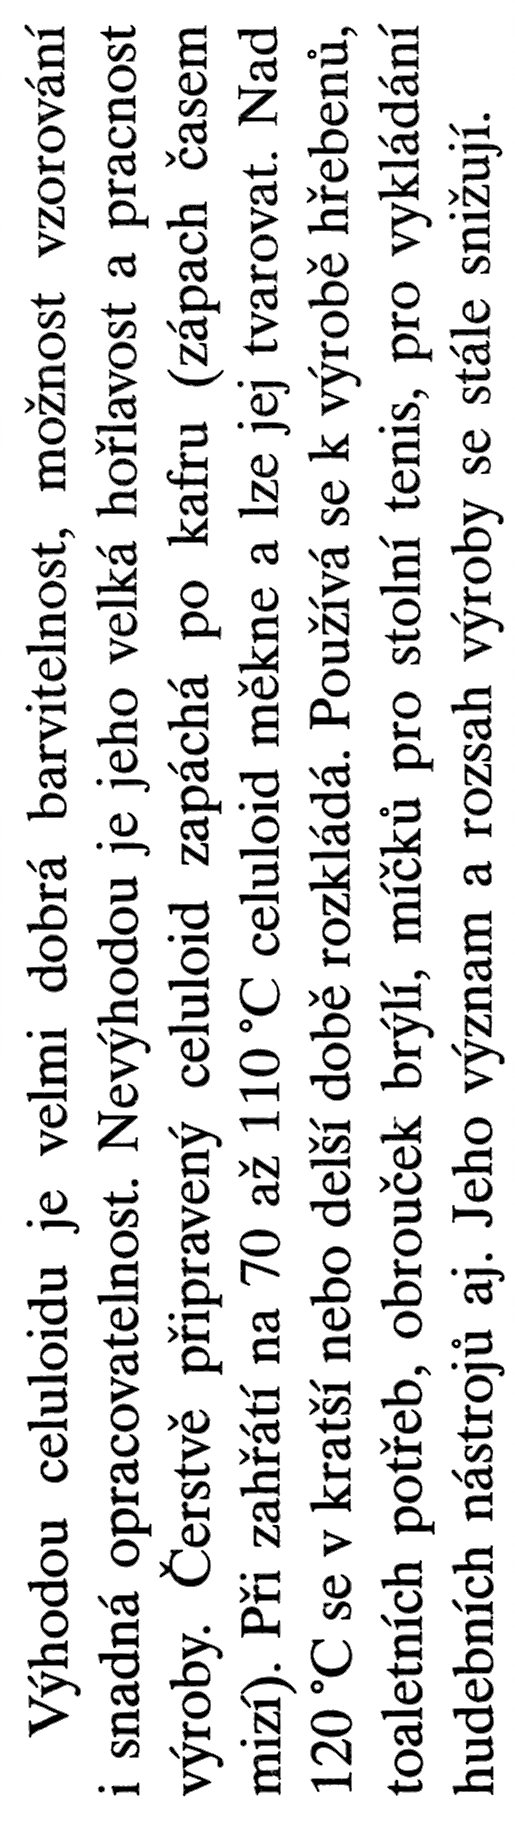 Výhodou celuloidu je velmi dobrá barvitelnost, možnost vzorování
i snadná opracovatelnost. Nevýhodou je jeho velká hořlavost a pracnost
výroby. Čerstvě připravený celuloid zapáchá po kafru (zápach časem
mizí). Při zahřátí na 70 až 110 °C celuloid měkne a lze jej tvarovat. Nad
120 °C se v kratší nebo delší době rozkládá. Používá se k výrobě hřebenů,
toaletních potřeb, obrouček brýlí, míčků pro stolní tenis, pro vykládání
hudebních nástrojů aj. Jeho význam a rozsah výroby se stále snižují.